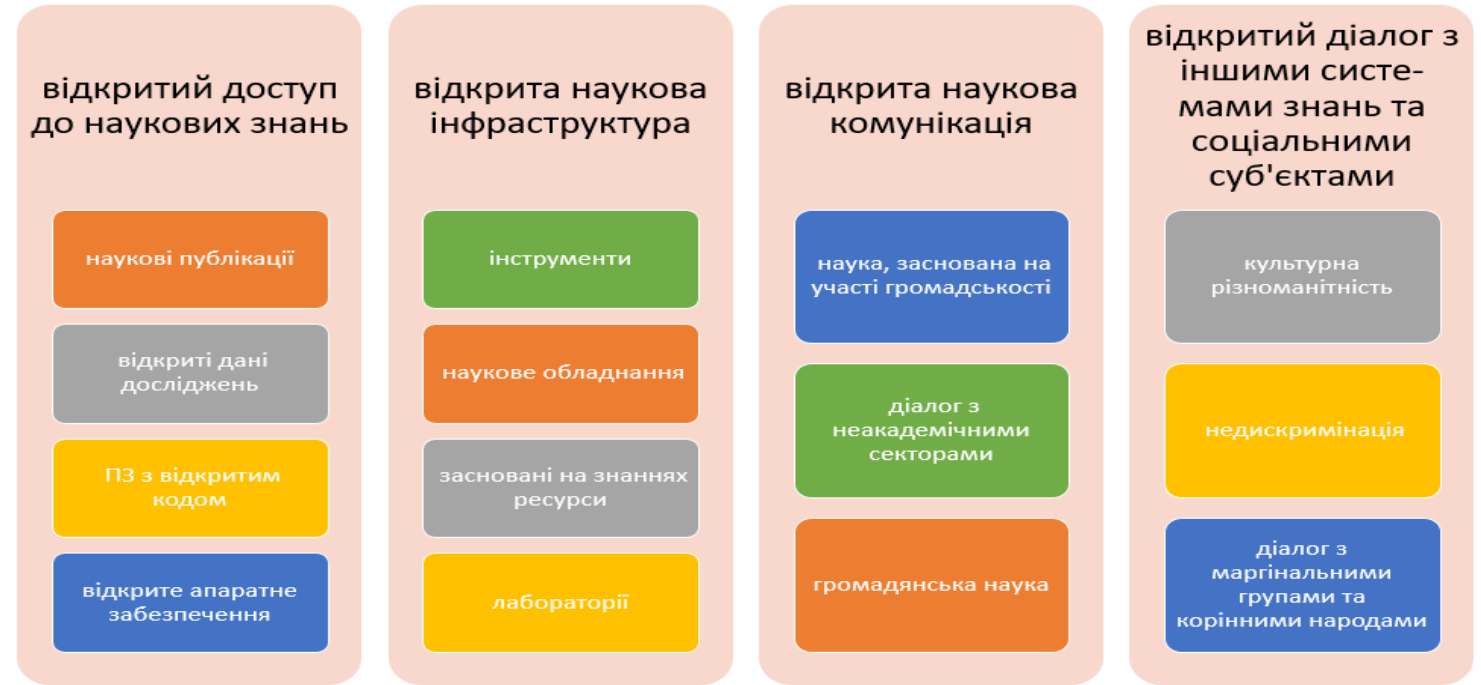 відкритий доступ
до наукових знань
наукові публікації
відкриті дані
досліджень
ПЗ з відкритим
кодом
відкрите апаратне
забезпечення
відкрита наукова
інфраструктура
інструменти
наукове обладнання
засновані на знаннях
ресурси
лабораторії
відкрита наукова
комунікація
наука, заснована на
участі громадськості
діалог з
неакадемічними
секторами
громадянська наука
відкритий діалог з
іншими систе-
мами знань та
соціальними
суб'єктами
культурна
різноманітність
недискримінація
діалог з
маргінальними
групами та
корінними народами